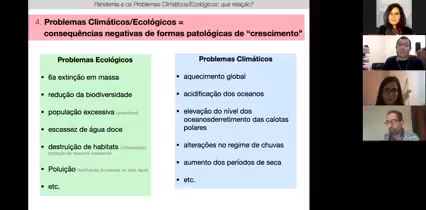 Pandemia e os Problemas Climáticos/Ecológicos: que relação?
4. Problemas Climáticos/Ecológicos =
consequências negativas de formas patológicas de “crescimento”
Problemas Ecológicos
• 6a extinção em massa
• redução da biodiversidade
• população excessiva
• escassez de água doce
• destruição de habitats
• Poluição
• etc.
Problemas Climáticos
• aquecimento global
• acidificação dos oceanos
• elevação do nível dos
oceanosderretimento das calotas
polares
• alterações no regime de chuvas
• aumento dos períodos de seca
• etc.